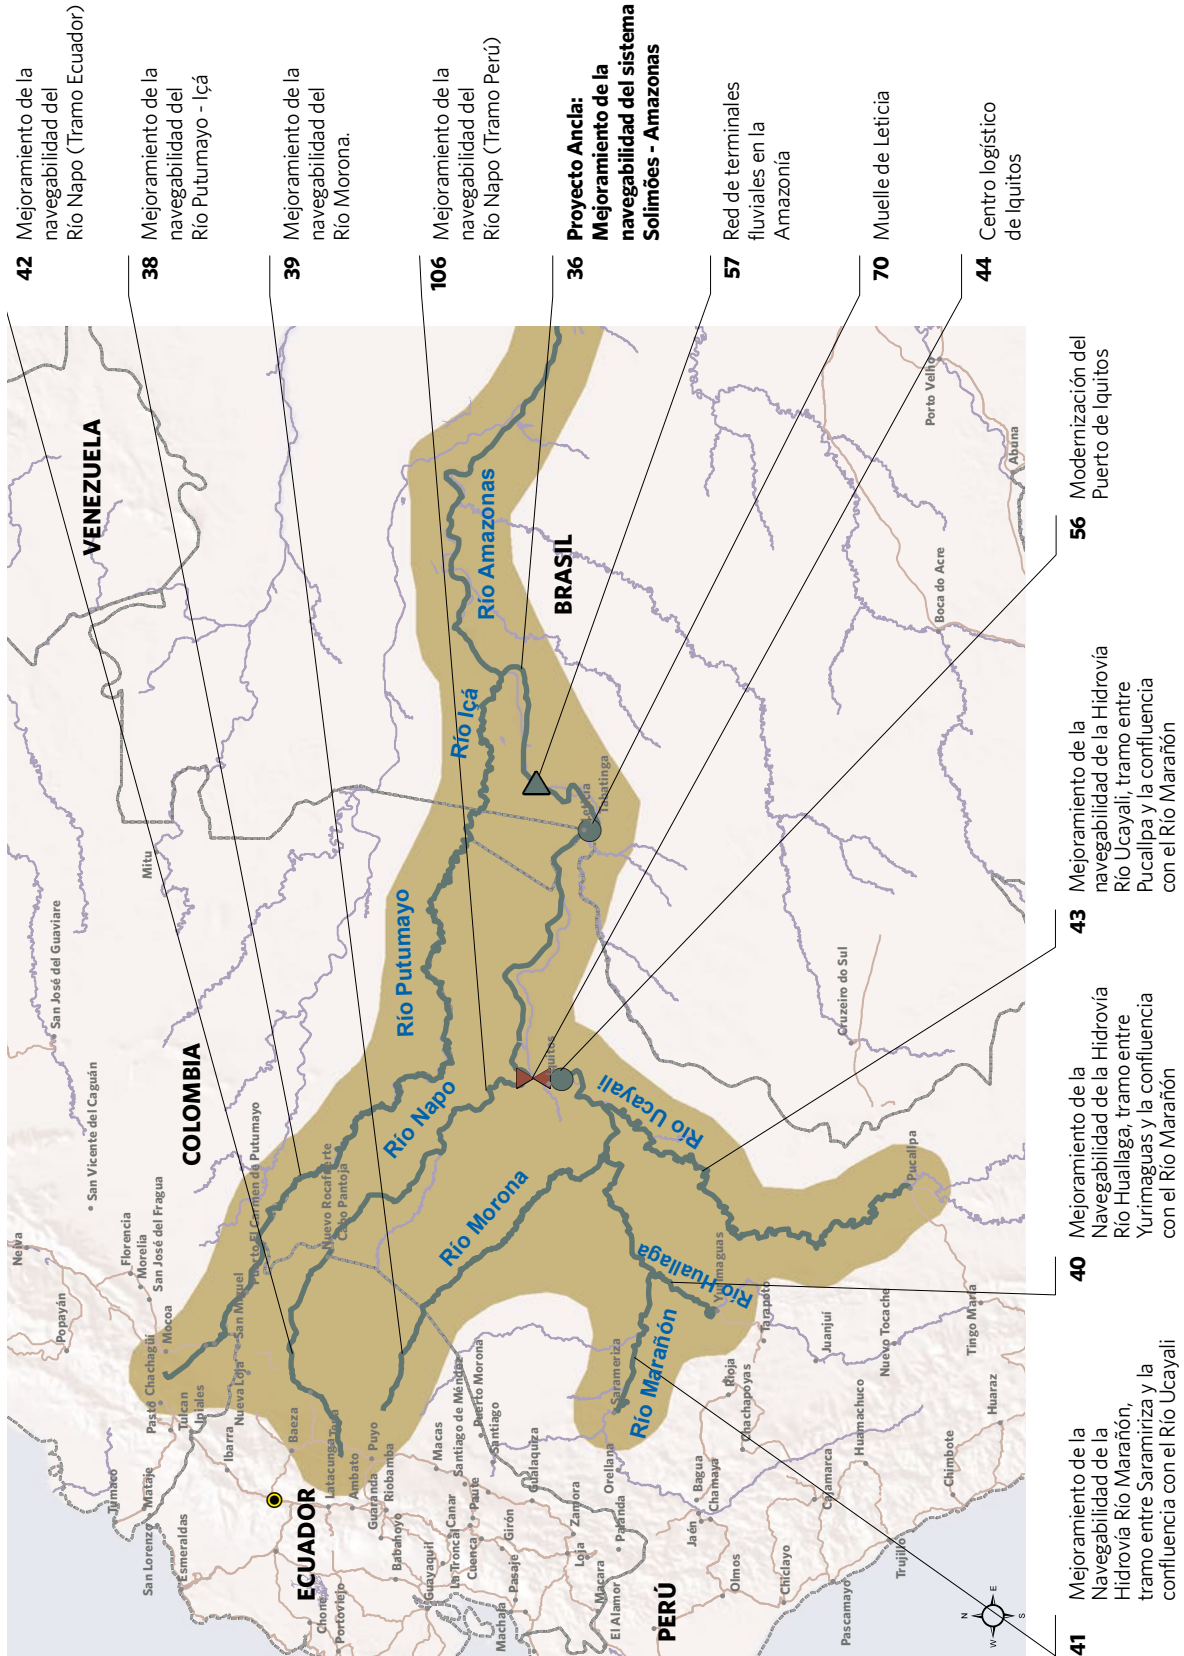 42 Mejoramiento de la
navegabilidad del
Río Napo (Tramo Ecuador)
38 Mejoramiento de la
navegabilidad del
Río Putumayo - Içá
39 Mejoramiento de la
navegabilidad del
Río Morona.
106 Mejoramiento de la
navegabilidad del
Río Napo (Tramo Perú)
36 Proyecto Ancla:
Mejoramiento de la
navegabilidad del sistema
Solimões - Amazonas
57 Red de terminales
fluviales en la
Amazonía
70 Muelle de Leticia
44 Centro logístico
de Iquitos
56 Modernización del
Puerto de Iquitos
43 Mejoramiento de la
navegabilidad de la Hidrovía
Río Ucayali, tramo entre
Pucallpa y la confluencia
con el Río Marañón
40 Mejoramiento de la
Navegabilidad de la Hidrovía
Río Huallaga, tramo entre
Yurimaguas y la confluencia
con el Río Marañón
41 Mejoramiento de la
Navegabilidad de la
Hidrovía Río Marañón,
tramo entre Saramiriza y la
confluencia con el Río Ucayali
VENEZUELA
COLOMBIA
ECUADOR
PERÚ
BRASIL
Río Amazonas
Río Içá
Río Putumayo
Río Napo
Río Morona
Río Ucayali
Río Huallaga
Río Marañón
Neiva
Popayán
San Vicente del Caguán
San José del Guaviare
Mitu
Florencia
Morelia
San José del Fragua
Mocoa
Pasto
Chachagüí
Tulcan
Ipiales
Tumaco
Mataje
San Lorenzo
Esmeraldas
Ibarra
Nueva Loja
San Miguel
Puerto El Carmen de Putumayo
Nuevo Rocafuerte
Cabo Pantoja
Baeza
Latacunga
Tena
Ambato
Puyo
Guaranda
Riobamba
Chone
Portoviejo
Babahoyo
Guayaquil
La Troncal
Canar
Macas
Santiago de Méndez
Puerto Morona
Santiago
Cuenca
Paute
Gualaquiza
Girón
Pasaje
Machala
Zamora
Loja
Macara
El Alamor
Palanda
Orellana
Sarameriza
Bagua
Chamaya
Jaén
Olmos
Chiclayo
Pascamayo
Trujillo
Cajamarca
Huamachuco
Chachapoyas
Rioja
Tarapoto
Yurimaguas
Juanjuí
Nuevo Tocache
Tingo María
Chimbote
Huaraz
Pucallpa
Iquitos
Leticia
Tabatinga
Cruzeiro do Sul
Boca do Acre
Porto Velho
Abuna
N
E
S
W